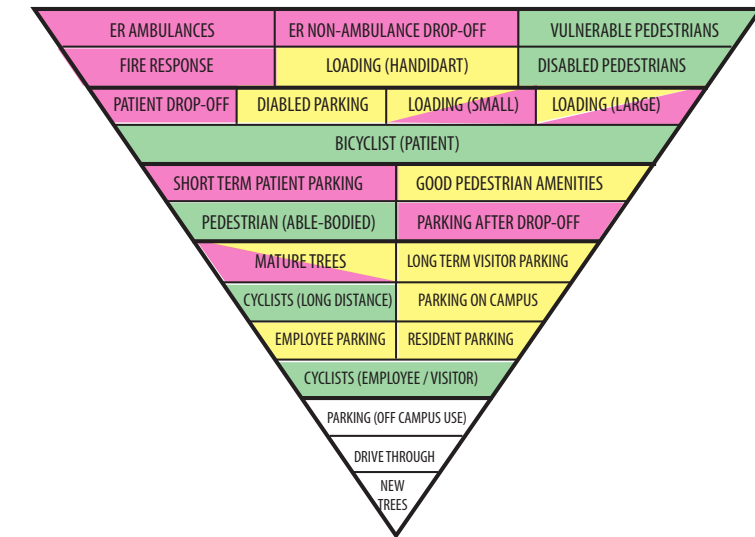 ER AMBULANCES
ER NON-AMBULANCE DROP-OFF
VULNERABLE PEDESTRIANS
FIRE RESPONSE
LOADING (HANDIDART)
DISABLED PEDESTRIANS
PATIENT DROP-OFF
DIABLED PARKING
LOADING (SMALL)
LOADING (LARGE)
BICYCLIST (PATIENT)
SHORT TERM PATIENT PARKING
GOOD PEDESTRIAN AMENITIES
PEDESTRIAN (ABLE-BODIED)
PARKING AFTER DROP-OFF
MATURE TREES
LONG TERM VISITOR PARKING
CYCLISTS (LONG DISTANCE)
PARKING ON CAMPUS
EMPLOYEE PARKING
RESIDENT PARKING
CYCLISTS (EMPLOYEE / VISITOR)
PARKING (OFF CAMPUS USE)
DRIVE THROUGH
NEW
TREES